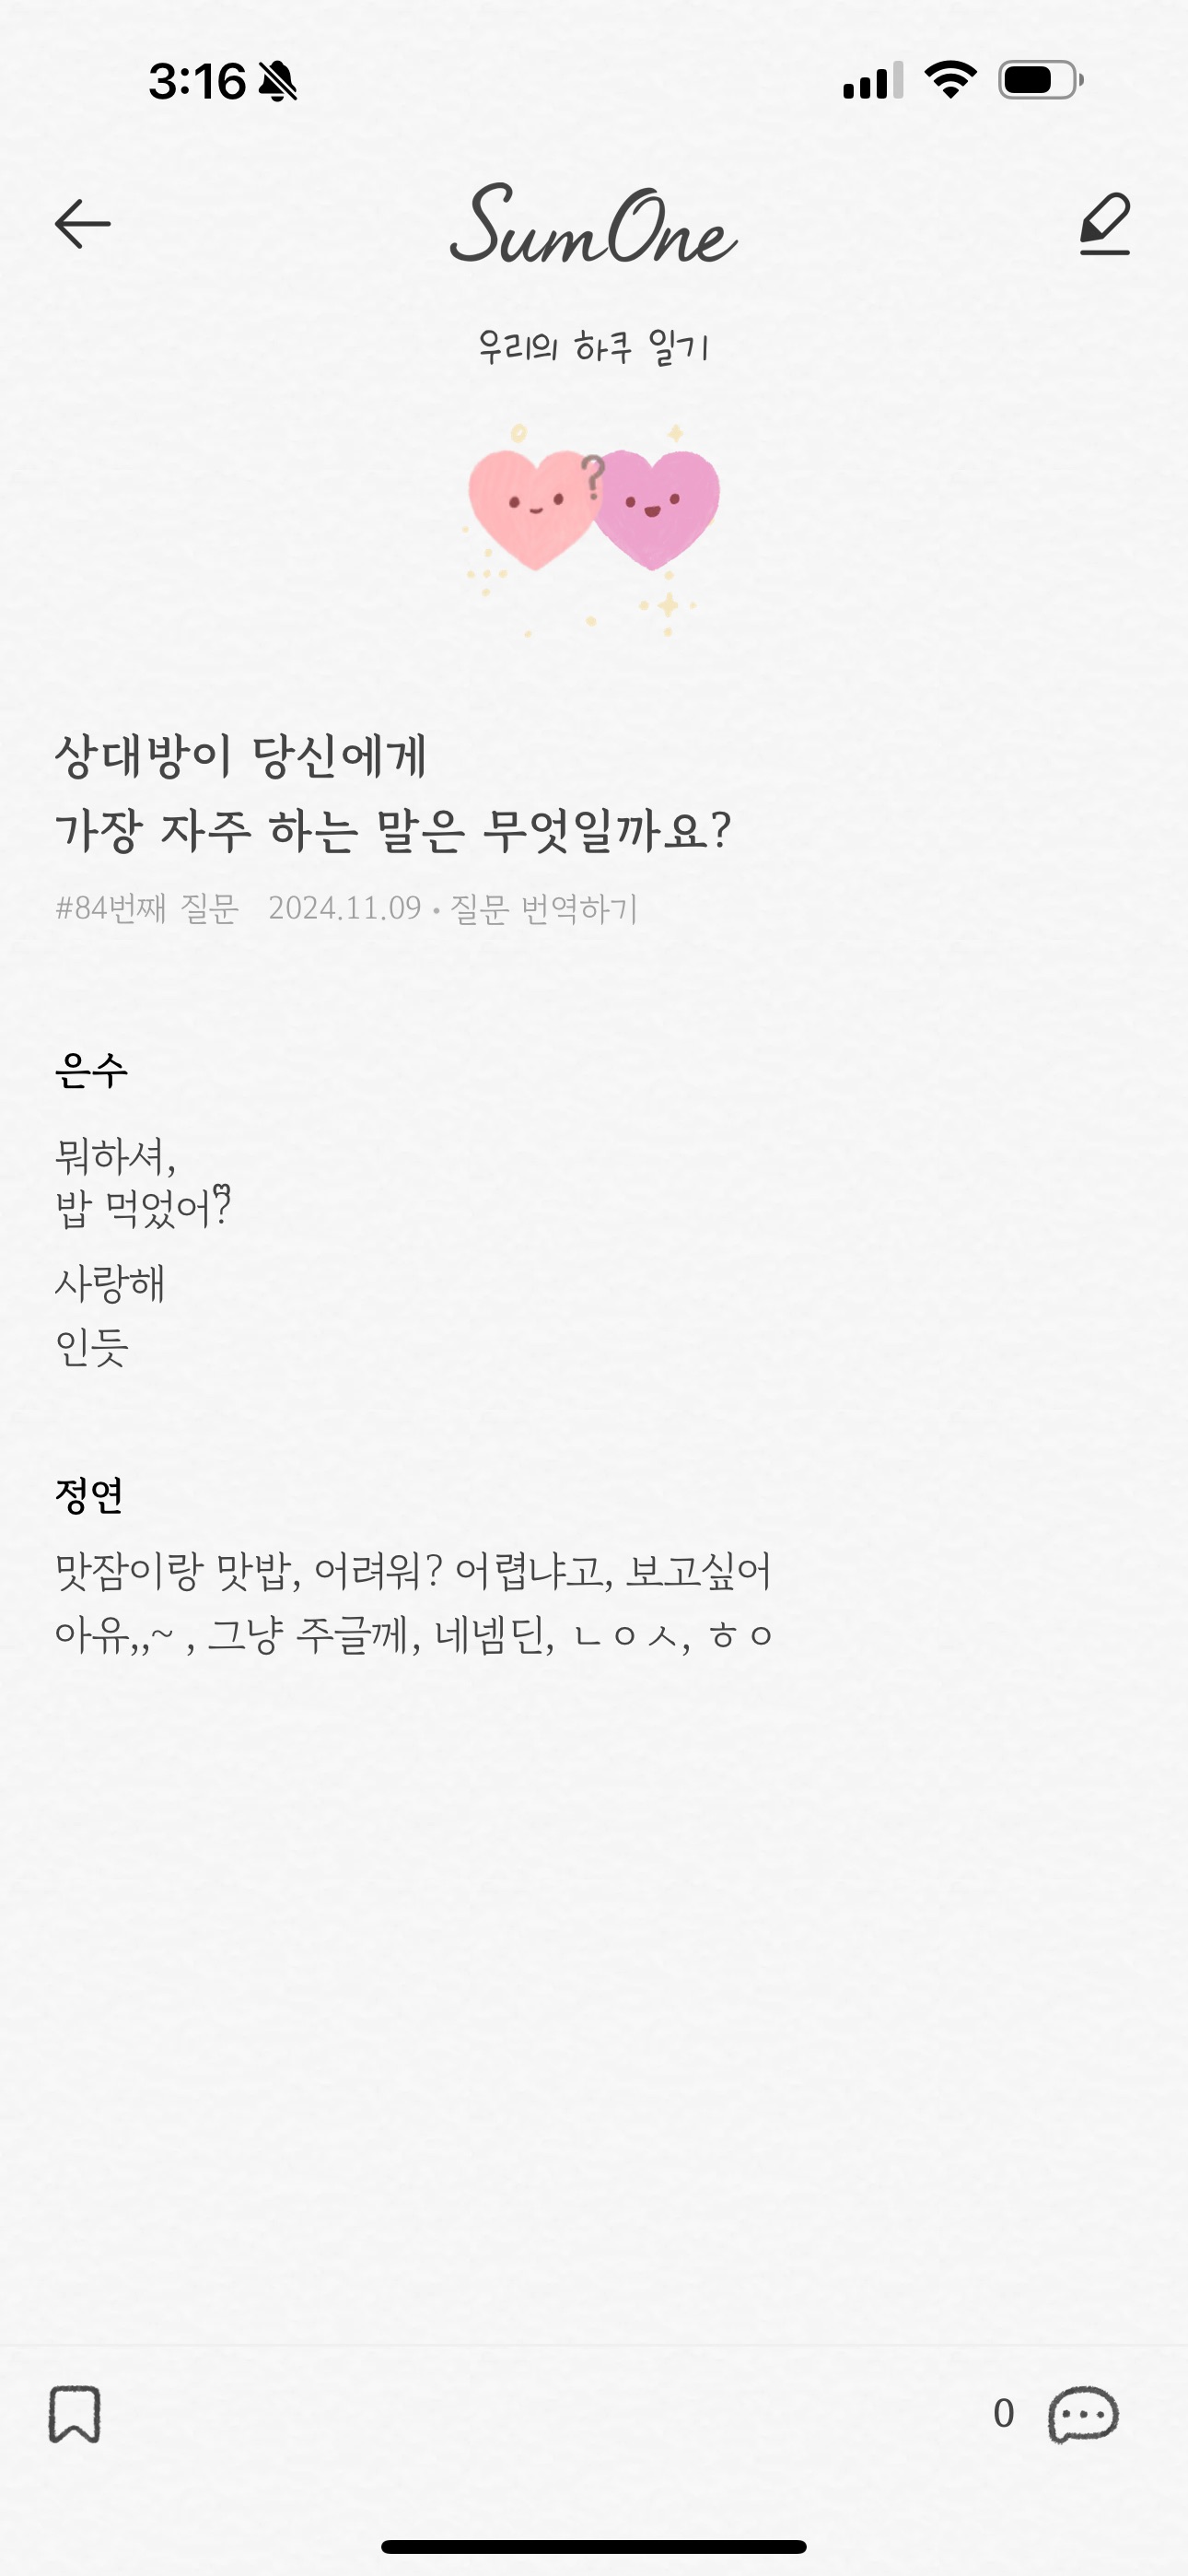 3:16
SumOne
우리의 하쿠 일기
?
상대방이 당신에게
가장 자주 하는 말은 무엇일까요?
#84번째 질문 2024.11.09 • 질문 번역하기
은수
뭐하셔,
밥 먹었어?
사랑해
인듯
정연
맛잠이랑 맛밥, 어려워? 어렵냐고, 보고싶어
아유,,~ , 그냥 주글께, 네넴딘, ㄴㅇㅅ, ㅎㅇ
0